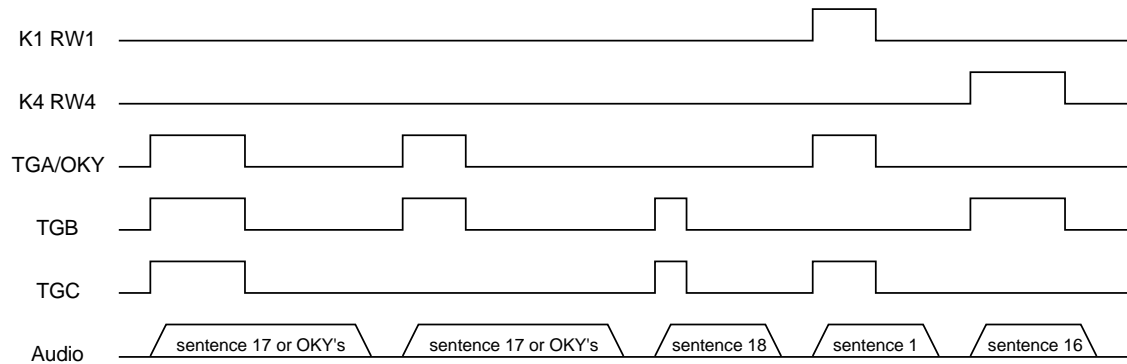 K1 RW1
K4 RW4
TGA/OKY
TGB
TGC
Audio
sentence 17 or OKY's
sentence 17 or OKY's
sentence 18
sentence 1
sentence 16